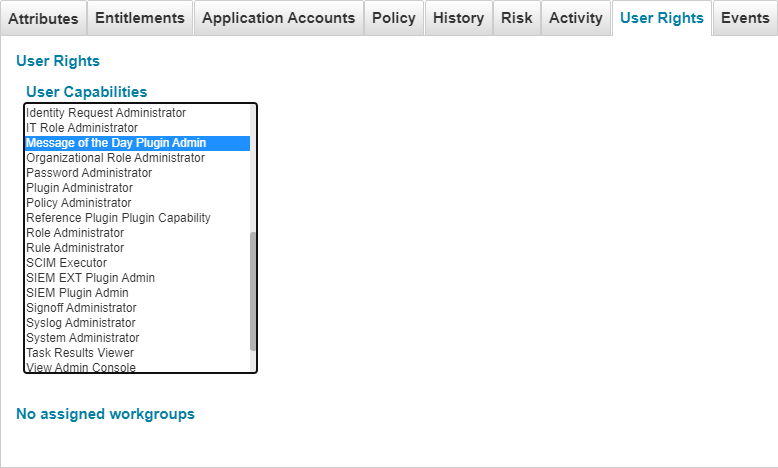 Attributes Entitlements Application Accounts Policy History Risk Activity User Rights Events
User Rights
User Capabilities
Identity Request Administrator
IT Role Administrator
Message of the Day Plugin Admin
Organizational Role Administrator
Password Administrator
Plugin Administrator
Policy Administrator
Reference Plugin Plugin Capability
Role Administrator
Rule Administrator
SCIM Executor
SIEM EXT Plugin Admin
SIEM Plugin Admin
Signoff Administrator
Syslog Administrator
System Administrator
Task Results Viewer
View Admin Console
No assigned workgroups